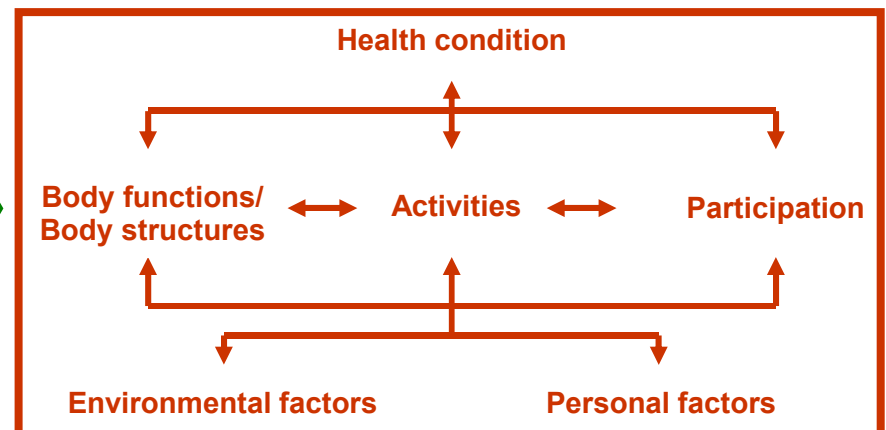 Health condition
Body functions/
Body structures
Activities
Participation
Environmental factors
Personal factors